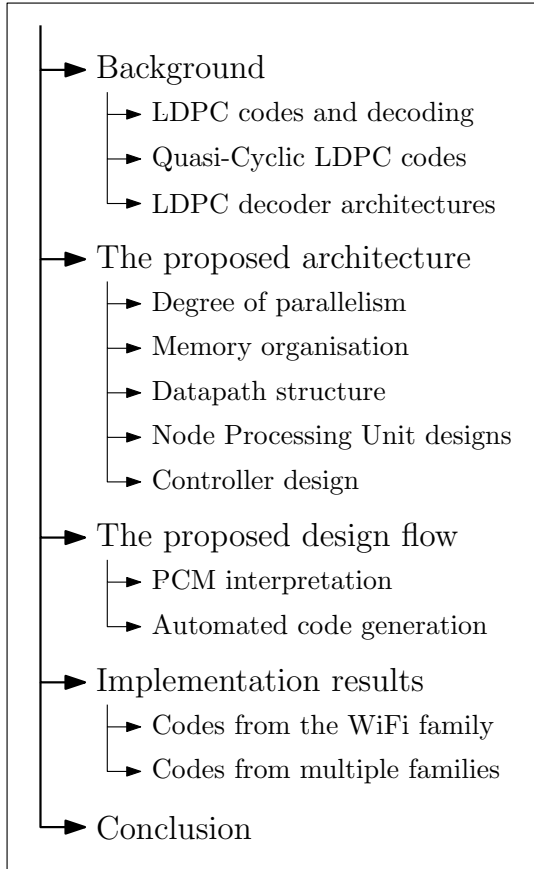 Background
LDPC codes and decoding
Quasi-Cyclic LDPC codes
LDPC decoder architectures
The proposed architecture
Degree of parallelism
Memory organisation
Datapath structure
Node Processing Unit designs
Controller design
The proposed design flow
PCM interpretation
Automated code generation
Implementation results
Codes from the WiFi family
Codes from multiple families
Conclusion